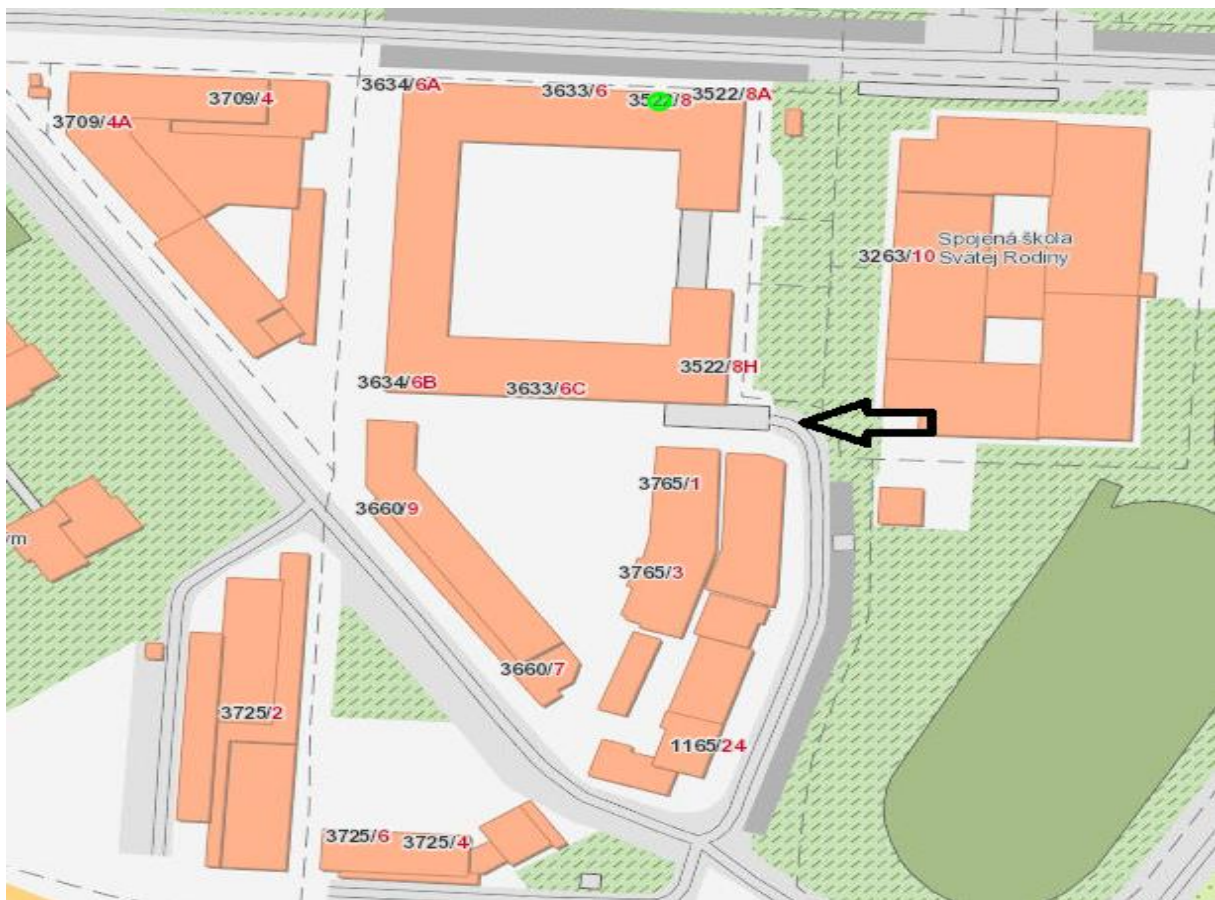 3634/6A
3633/6
3522/8
3522/8A
3709/4
3709/4A
3263/10
Spojená škola
Svätej Rodiny
3522/8H
3634/6B
3633/6C
3765/1
3660/9
ým
3765/3
3660/7
3725/2
1165/24
3725/6
3725/4